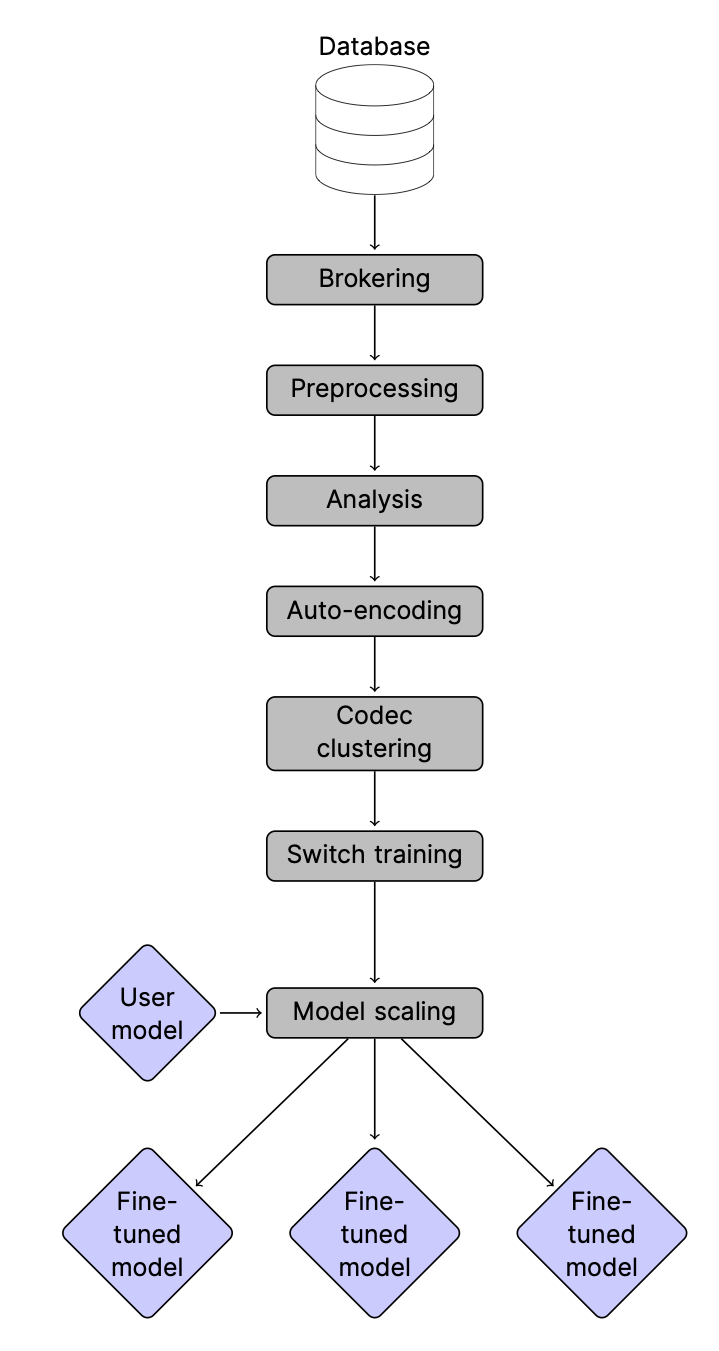 Database
Brokering
Preprocessing
Analysis
Auto-encoding
Codec
clustering
Switch training
User
model
Model scaling
Fine-
tuned
model
Fine-
tuned
model
Fine-
tuned
model